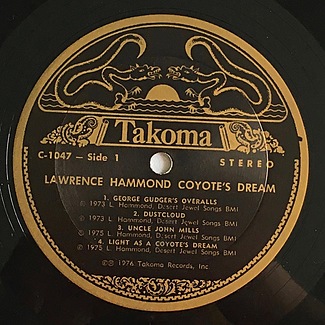 Takoma
C-1047 — Side 1
STEREO
LAWRENCE HAMMOND COYOTE'S DREAM
1. GEORGE GUDGER'S OVERALLS
© 1973 L. Hammond, Desert Jewel Songs BMI
2. DUSTCLOUD
© 1973 L. Hammond, Desert Jewel Songs BMI
3. UNCLE JOHN MILLS
© 1975 L. Hammond, Desert Jewel Songs BMI
4. LIGHT AS A COYOTE'S DREAM
© 1975 L. Hammond, Desert Jewel Songs BMI
©℗ 1976 Takoma Records, Inc